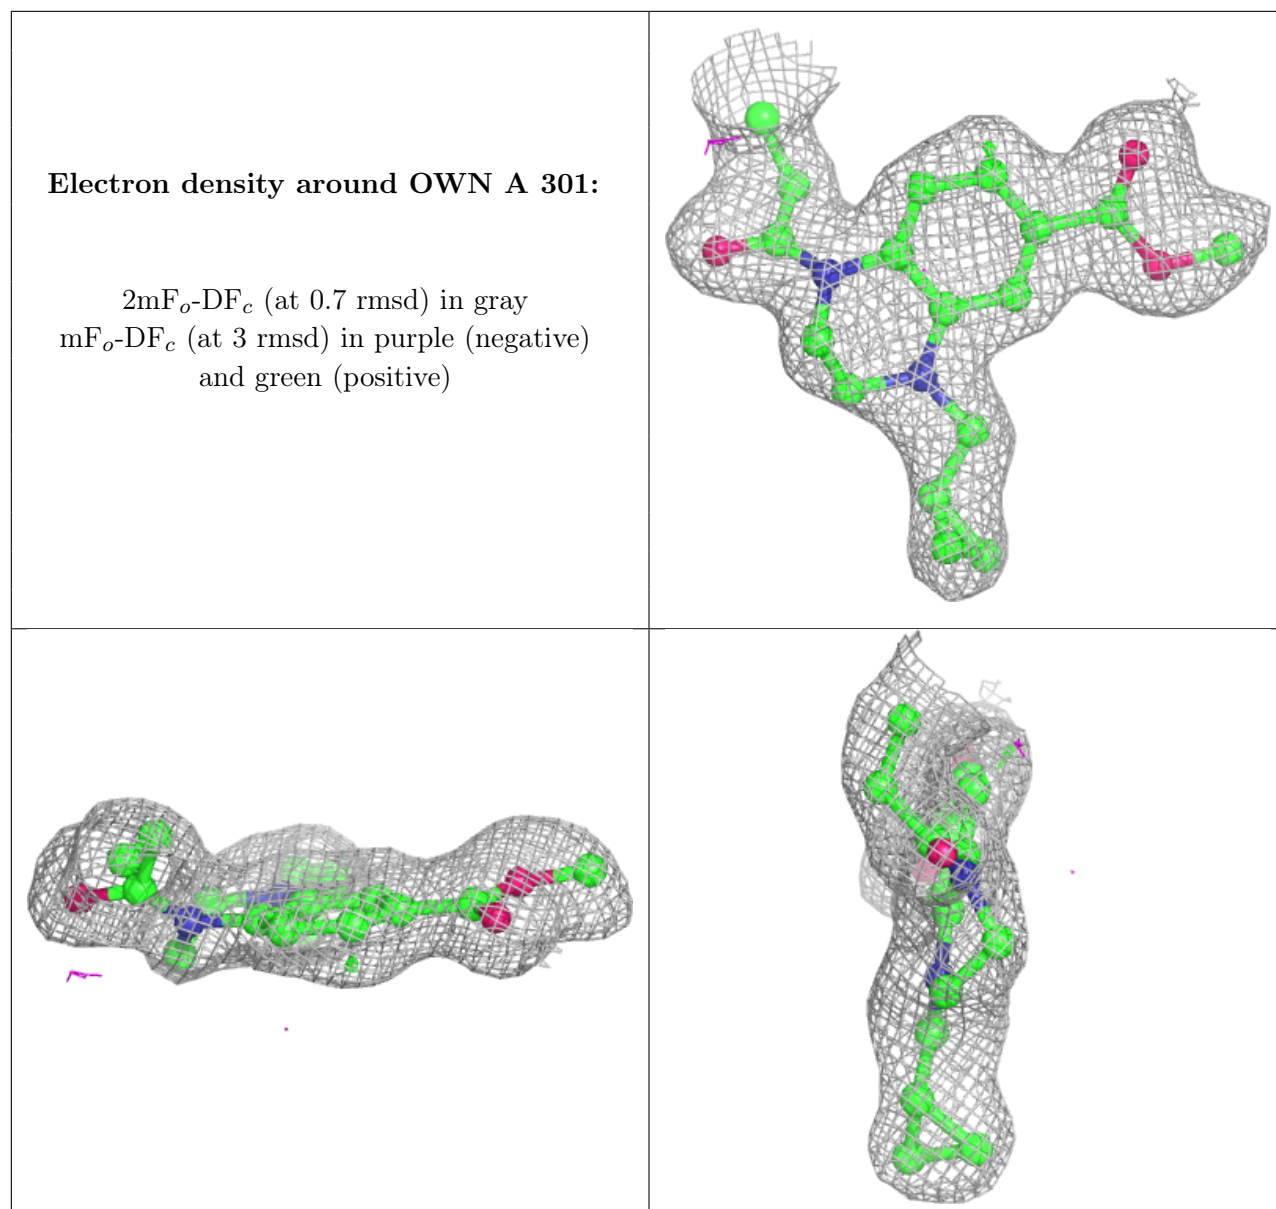 Electron density around OWN A 301:
2mFo-DFc (at 0.7 rmsd) in gray
mFo-DFc (at 3 rmsd) in purple (negative)
and green (positive)